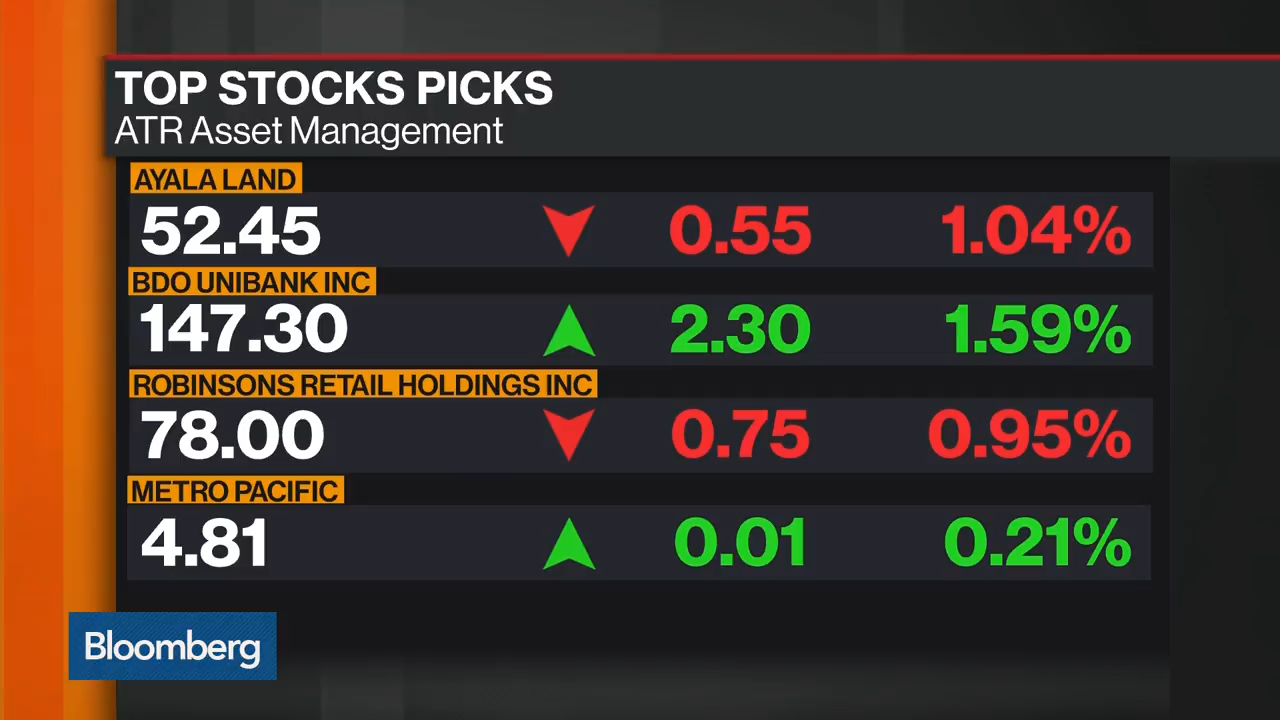 TOP STOCKS PICKS
ATR Asset Management
AYALA LAND
52.45 0.55 1.04%
BDO UNIBANK INC
147.30 2.30 1.59%
ROBINSONS RETAIL HOLDINGS INC
78.00 0.75 0.95%
METRO PACIFIC
4.81 0.01 0.21%
Bloomberg